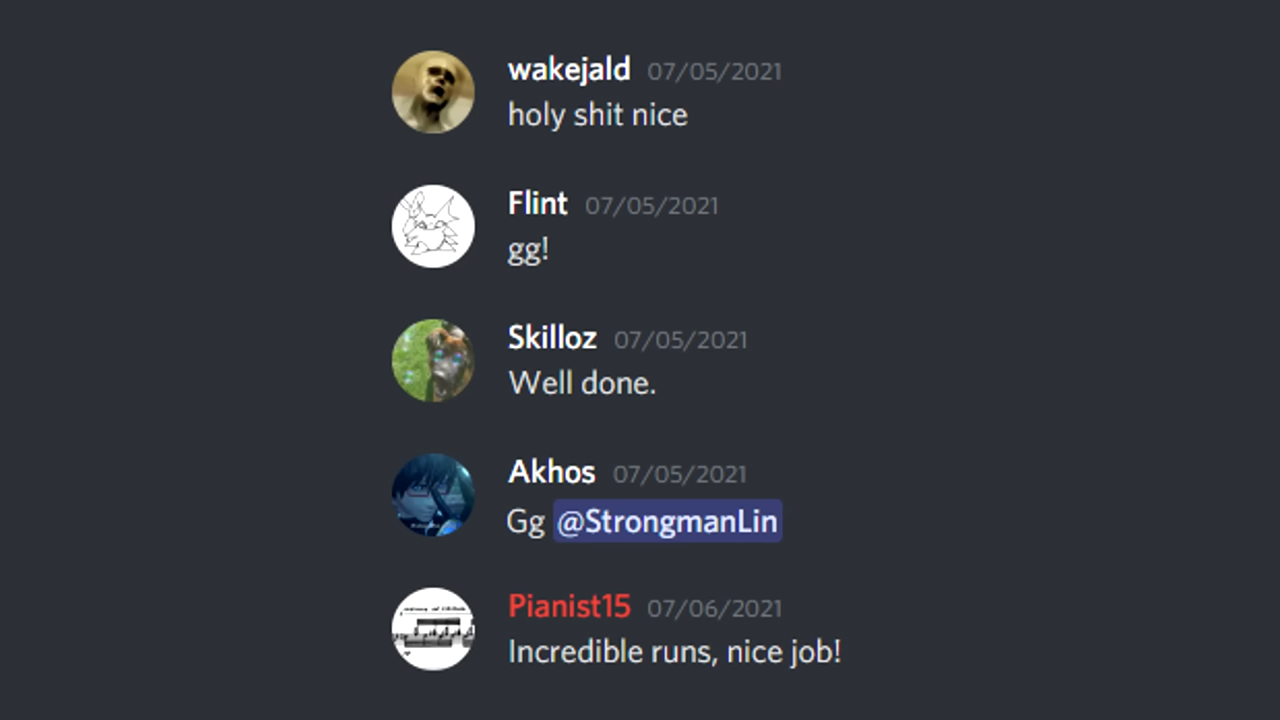 wakejald 07/05/2021
holy shit nice
Flint 07/05/2021
gg!
Skilloz 07/05/2021
Well done.
Akhos 07/05/2021
Gg @StrongmanLin
Pianist15 07/06/2021
Incredible runs, nice job!